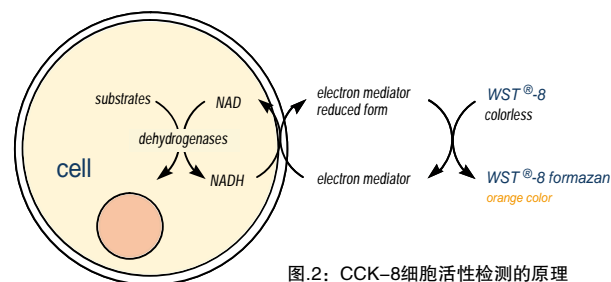 substrates
NAD
dehydrogenases
cell
NADH
electron mediator
reduced form
electron mediator
WST ®-8
colorless
WST ®-8 formazan
orange color
图.2：CCK-8细胞活性检测的原理